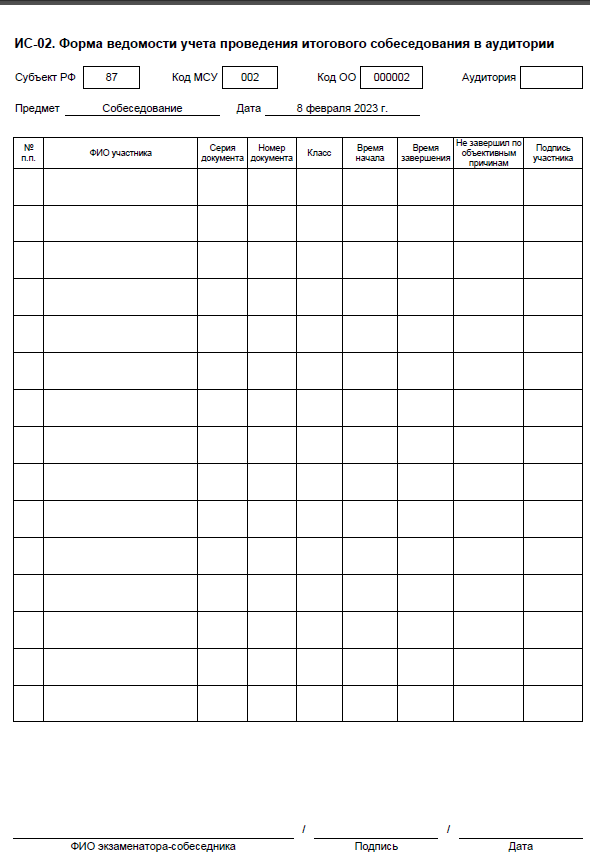 ИС-02. Форма ведомости учета проведения итогового собеседования в аудитории
Субъект РФ 87 Код МСУ 002 Код ОО 000002 Аудитория
Предмет Собеседование Дата 8 февраля 2023 г.
№ п.п. ФИО участника Серия документа Номер документа Класс Время начала Время завершения Не завершил по объективным причинам Подпись участника
/ /
ФИО экзаменатора-собеседника Подпись Дата